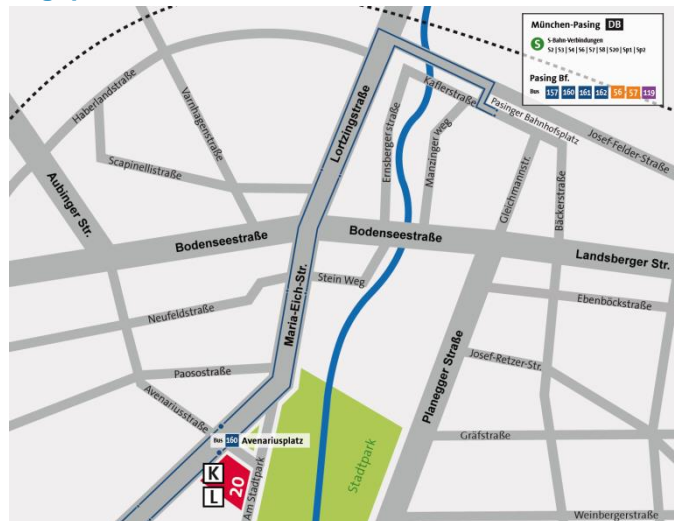 München-Pasing DB
S S-Bahn-Verbindungen
S2 | S3 | S4 | S6 | S7 | S8 | S20 | Sp1 | Sp2
Pasing Bf.
Bus 157 160 161 162 56 57 119
Haberlandstraße
Varnhagenstraße
Scapinellistraße
Aubinger Str.
Lortzingstraße
Ernsbergerstraße
Kaflerstraße
Manzinger weg
Pasinger Bahnhofsplatz
Josef-Felder-Straße
Gleichmannstr.
Bäckerstraße
Bodenseestraße
Bodenseestraße
Landsberger Str.
Stein Weg
Neufeldstraße
Maria-Eich-Str.
Ebenböckstraße
Josef-Retzer-Str.
Planegger Straße
Paosostraße
Avenariusstraße
Bus 160 Avenariusplatz
Gräfstraße
Stadtpark
K
L
20
Am Stadtpark
Weinbergerstraße